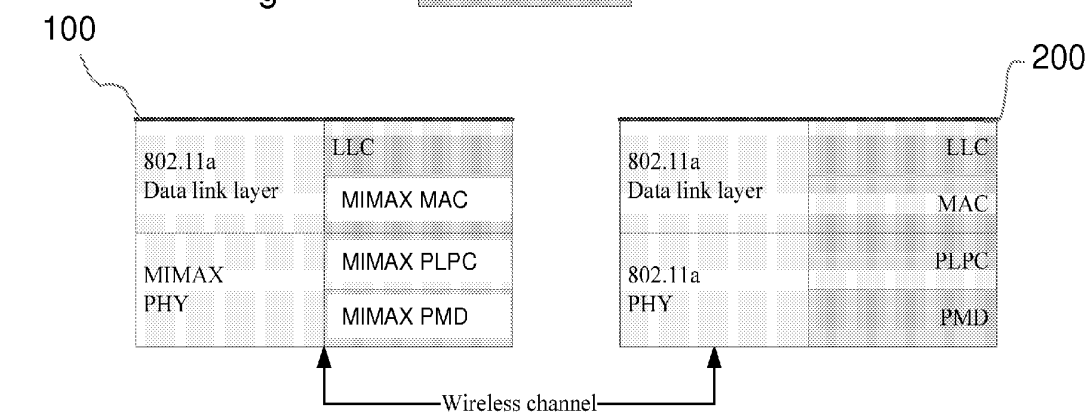 100
200
802.11a
Data link layer
LLC
MIMAX MAC
MIMAX
PHY
MIMAX PLPC
MIMAX PMD
802.11a
Data link layer
LLC
MAC
802.11a
PHY
PLPC
PMD
Wireless channel